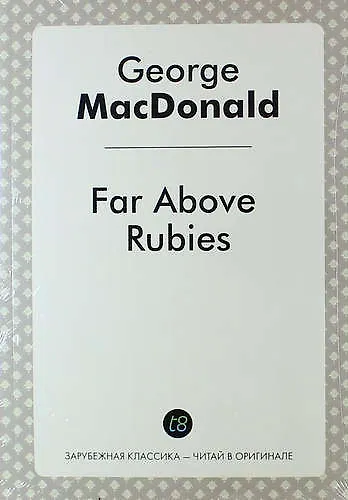 George
MacDonald
Far Above
Rubies
t8
ЗАРУБЕЖНАЯ КЛАССИКА — ЧИТАЙ В ОРИГИНАЛЕ